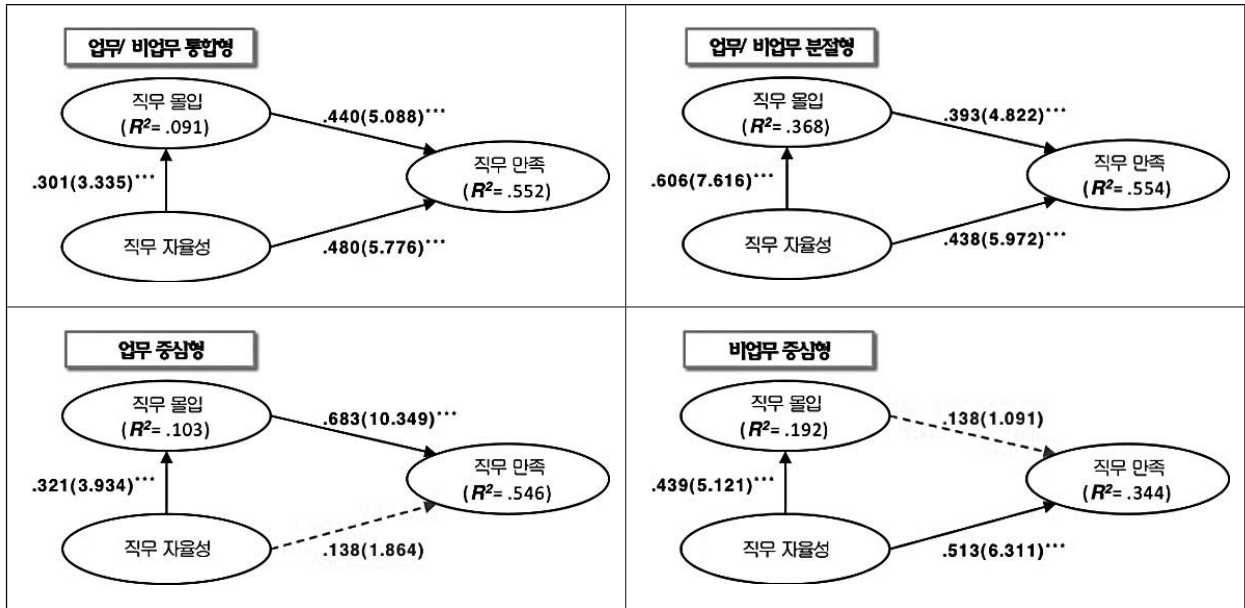 업무/ 비업무 통합형
직무 몰입
(R²= .091)
.440(5.088)***
.301(3.335)***
직무 만족
(R²= .552)
직무 자율성
.480(5.776)***
업무/ 비업무 분절형
직무 몰입
(R²= .368)
.393(4.822)***
.606(7.616)***
직무 만족
(R²= .554)
직무 자율성
.438(5.972)***
업무 중심형
직무 몰입
(R²= .103)
.683(10.349)***
.321(3.934)***
직무 만족
(R²= .546)
직무 자율성
.138(1.864)
비업무 중심형
직무 몰입
(R²= .192)
.138(1.091)
.439(5.121)***
직무 만족
(R²= .344)
직무 자율성
.513(6.311)***